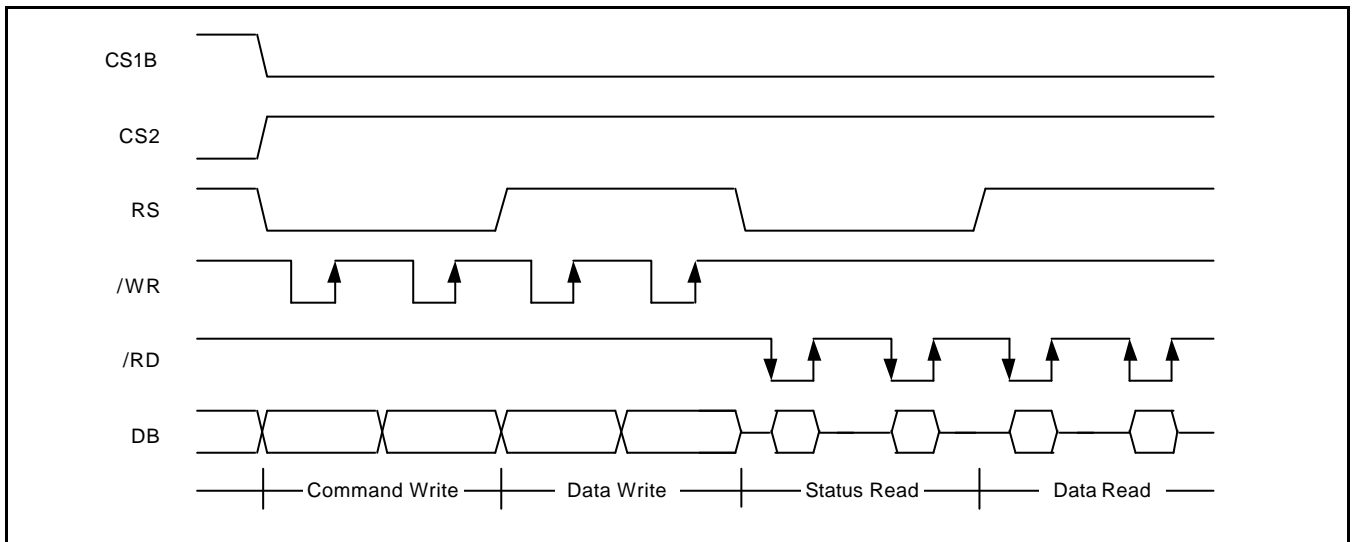 CS1B
CS2
RS
/WR
/RD
DB
Command Write Data Write Status Read Data Read